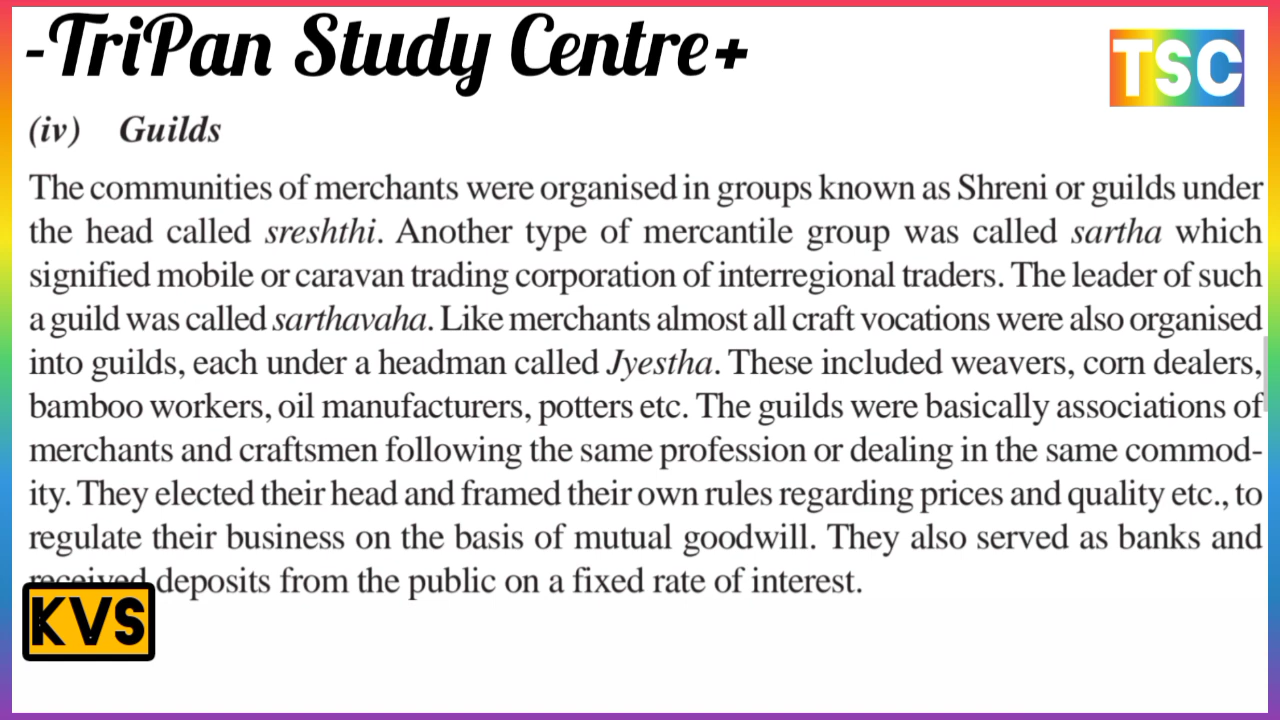 -TriPan Study Centre+
TSC
(iv) Guilds
The communities of merchants were organised in groups known as Shreni or guilds under
the head called sreshthi. Another type of mercantile group was called sartha which
signified mobile or caravan trading corporation of interregional traders. The leader of such
a guild was called sarthavaha. Like merchants almost all craft vocations were also organised
into guilds, each under a headman called Jyestha. These included weavers, corn dealers,
bamboo workers, oil manufacturers, potters etc. The guilds were basically associations of
merchants and craftsmen following the same profession or dealing in the same commod-
ity. They elected their head and framed their own rules regarding prices and quality etc., to
regulate their business on the basis of mutual goodwill. They also served as banks and
received deposits from the public on a fixed rate of interest.
KVS